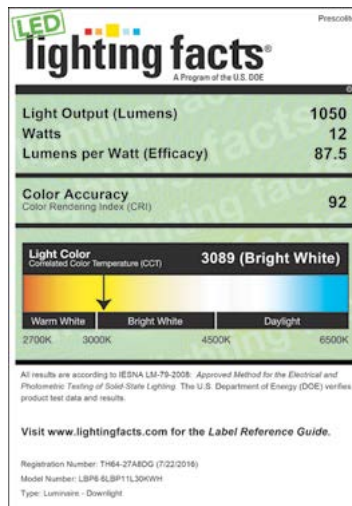 LED
Prescolit
lighting facts®
A Program of the U.S. DOE
Light Output (Lumens) 1050
Watts 12
Lumens per Watt (Efficacy) 87.5
Color Accuracy
Color Rendering Index (CRI) 92
Light Color
Correlated Color Temperature (CCT) 3089 (Bright White)
Warm White Bright White Daylight
2700K 3000K 4500K 6500K
All results are according to IESNA LM-79-2008: Approved Method for the Electrical and
Photometric Testing of Solid-State Lighting. The U.S. Department of Energy (DOE) verifies
product test data and results.
Visit www.lightingfacts.com for the Label Reference Guide.
Registration Number: TH64-27A8DG (7/22/2016)
Model Number: LBP6 6LBP11L30KWH
Type: Luminaire - Downlight